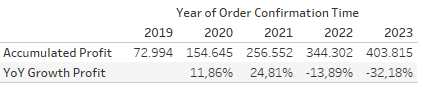 Year of Order Confirmation Time
2019 2020 2021 2022 2023
Accumulated Profit 72.994 154.645 256.552 344.302 403.815
YoY Growth Profit 11,86% 24,81% -13,89% -32,18%